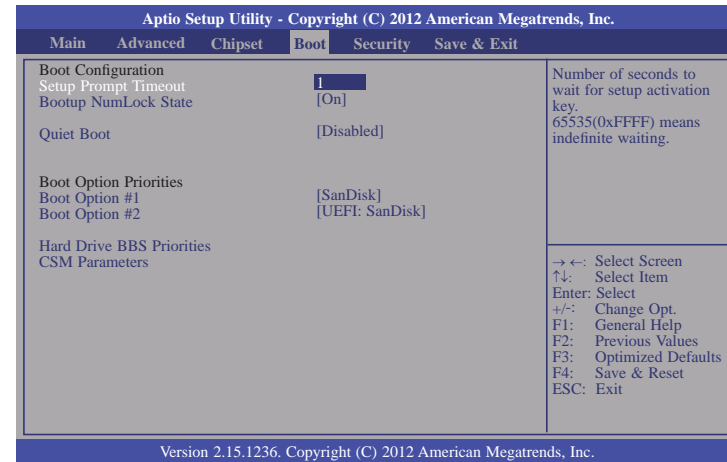 Aptio Setup Utility - Copyright (C) 2012 American Megatrends, Inc.
Main Advanced Chipset Boot Security Save & Exit
Boot Configuration
Setup Prompt Timeout 1
Bootup NumLock State [On]
Quiet Boot [Disabled]
Boot Option Priorities
Boot Option #1 [SanDisk]
Boot Option #2 [UEFI: SanDisk]
Hard Drive BBS Priorities
CSM Parameters
Number of seconds to
wait for setup activation
key.
65535(0xFFFF) means
indefinite waiting.
→ ←: Select Screen
↑↓: Select Item
Enter: Select
+/-: Change Opt.
F1: General Help
F2: Previous Values
F3: Optimized Defaults
F4: Save & Reset
ESC: Exit
Version 2.15.1236. Copyright (C) 2012 American Megatrends, Inc.